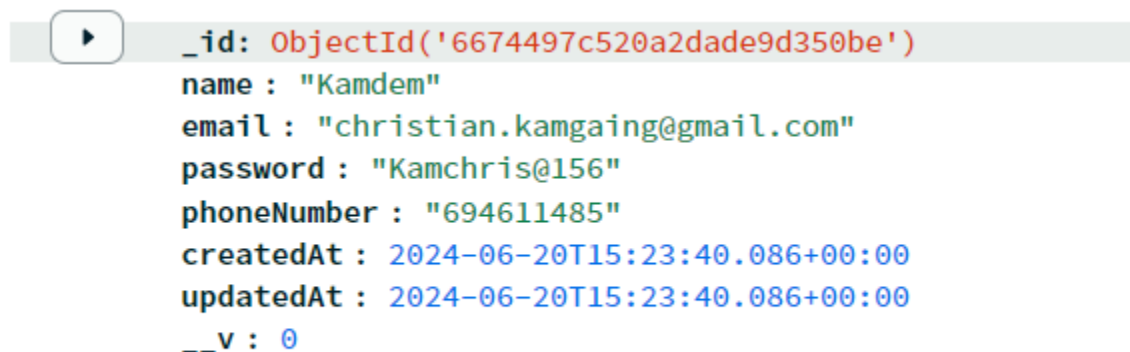 _id: ObjectId('6674497c520a2dade9d350be')
name : "Kamdem"
email : "christian.kamgaing@gmail.com"
password : "Kamchris@156"
phoneNumber : "694611485"
createdAt : 2024-06-20T15:23:40.086+00:00
updatedAt : 2024-06-20T15:23:40.086+00:00
__v : 0